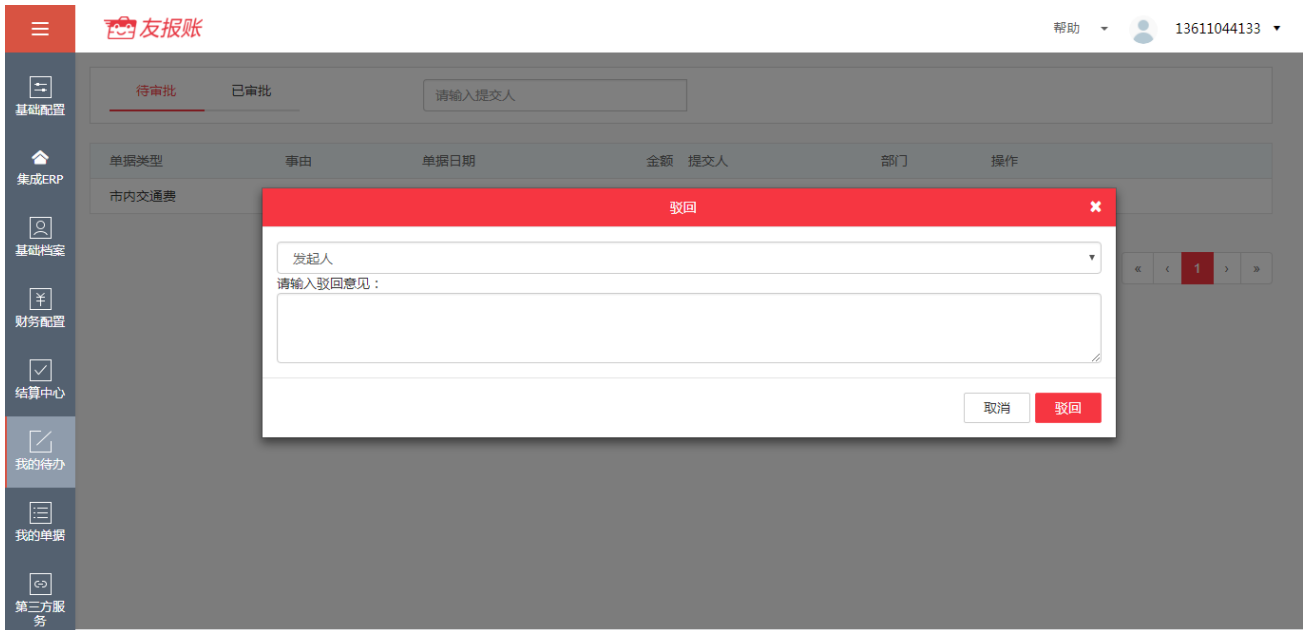 友报账
帮助
13611044133
基础配置
集成ERP
基础档案
财务配置
结算中心
我的待办
我的单据
第三方服
务
待审批 已审批 请输入提交人
单据类型 事由 单据日期 金额 提交人 部门 操作
市内交通费
驳回
发起人
请输入驳回意见：
取消 驳回
« ‹ 1 › »